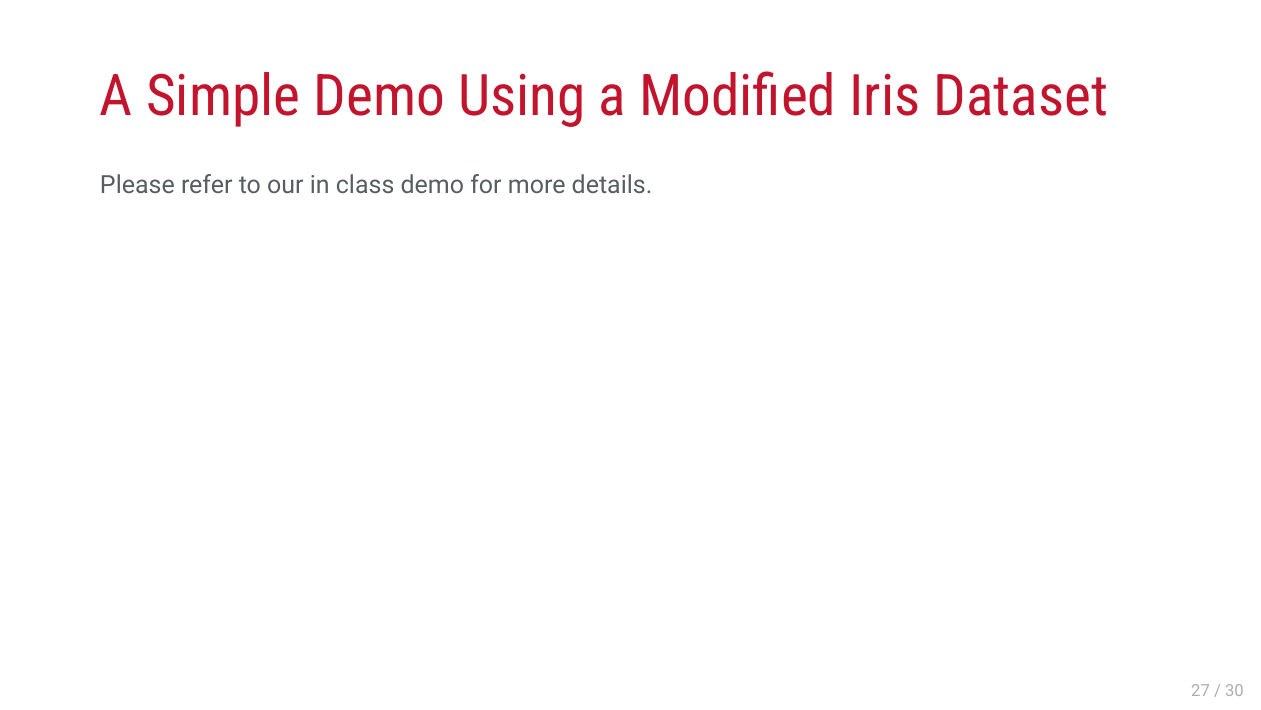 A Simple Demo Using a Modified Iris Dataset
Please refer to our in class demo for more details.
27 / 30